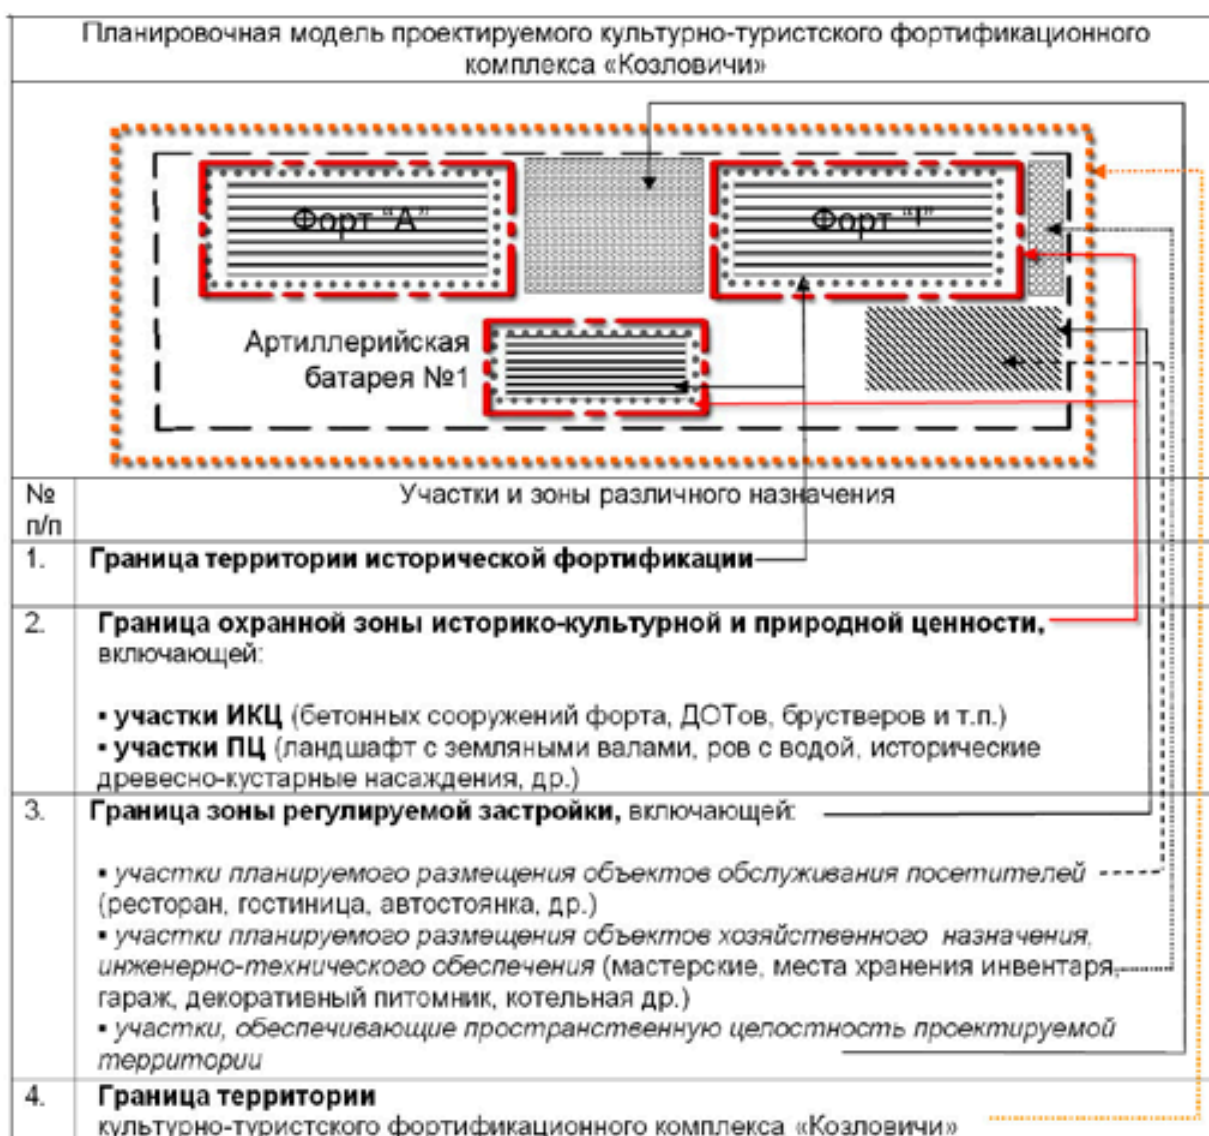 Планировочная модель проектируемого культурно-туристского фортификационного
комплекса «Козловичи»
Форт “А”
Форт “I”
Артиллерийская
батарея №1
№
п/п
Участки и зоны различного назначения
1. Граница территории исторической фортификации
2. Граница охранной зоны историко-культурной и природной ценности,
включающей:
▪ участки ИКЦ (бетонных сооружений форта, ДОТов, брустверов и т.п.)
▪ участки ПЦ (ландшафт с земляными валами, ров с водой, исторические
древесно-кустарные насаждения, др.)
3. Граница зоны регулируемой застройки, включающей:
▪ участки планируемого размещения объектов обслуживания посетителей
(ресторан, гостиница, автостоянка, др.)
▪ участки планируемого размещения объектов хозяйственного назначения,
инженерно-технического обеспечения (мастерские, места хранения инвентаря,
гараж, декоративный питомник, котельная др.)
▪ участки, обеспечивающие пространственную целостность проектируемой
территории
4. Граница территории
культурно-туристского фортификационного комплекса «Козловичи»